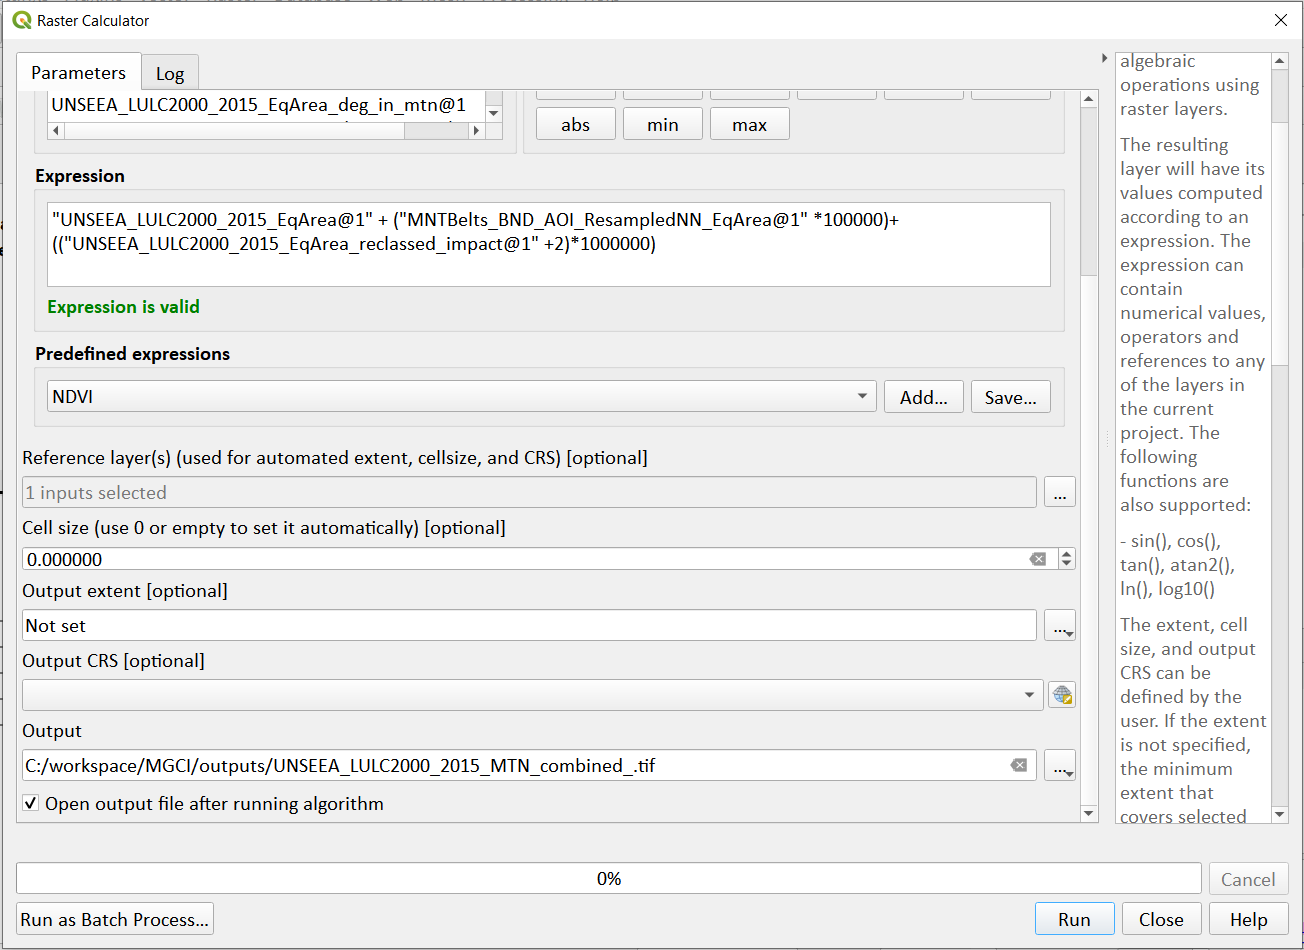 Raster Calculator
Parameters
Log
UNSEEA_LULC2000_2015_EqArea_deg_in_mtn@1
abs
min
max
Expression
"UNSEEA_LULC2000_2015_EqArea@1" + ("MNTBelts_BND_AOI_ResampledNN_EqArea@1" *100000)+
(("UNSEEA_LULC2000_2015_EqArea_reclassed_impact@1" +2)*1000000)
Expression is valid
Predefined expressions
NDVI
Add...
Save...
Reference layer(s) (used for automated extent, cellsize, and CRS) [optional]
1 inputs selected
...
Cell size (use 0 or empty to set it automatically) [optional]
0.000000
Output extent [optional]
Not set
...
Output CRS [optional]
Output
C:/workspace/MGCI/outputs/UNSEEA_LULC2000_2015_MTN_combined_.tif
...
Open output file after running algorithm
algebraic
operations using
raster layers.
The resulting
layer will have its
values computed
according to an
expression. The
expression can
contain
numerical values,
operators and
references to any
of the layers in
the current
project. The
following
functions are
also supported:
- sin(), cos(),
tan(), atan2(),
ln(), log10()
The extent, cell
size, and output
CRS can be
defined by the
user. If the extent
is not specified,
the minimum
extent that
covers selected
0%
Cancel
Run as Batch Process...
Run
Close
Help